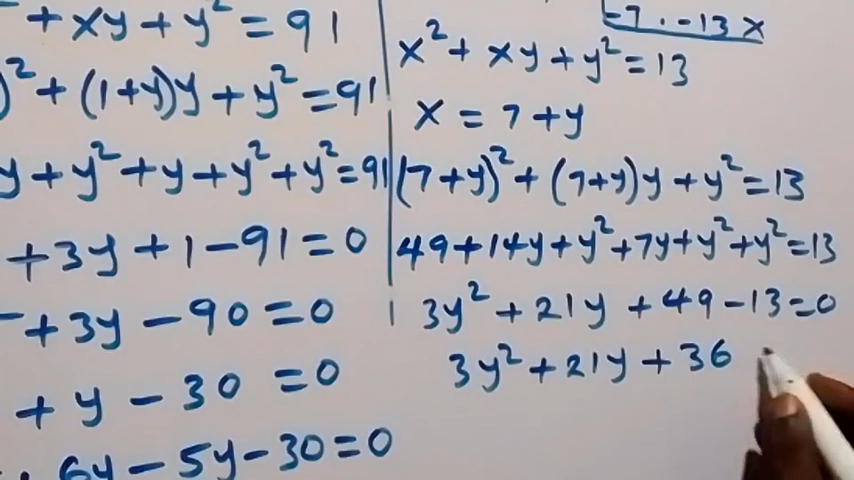 + xy + y² = 91
)² + (1+y)y + y² = 91
y + y² + y + y² + y² = 91
+ 3y + 1 - 91 = 0
+ 3y - 90 = 0
+ y - 30 = 0
6y - 5y - 30 = 0
-7 . -13 x
x² + xy + y² = 13
x = 7 + y
(7+y)² + (7+y)y + y² = 13
49 + 14y + y² + 7y + y² + y² = 13
3y² + 21y + 49 - 13 = 0
3y² + 21y + 36